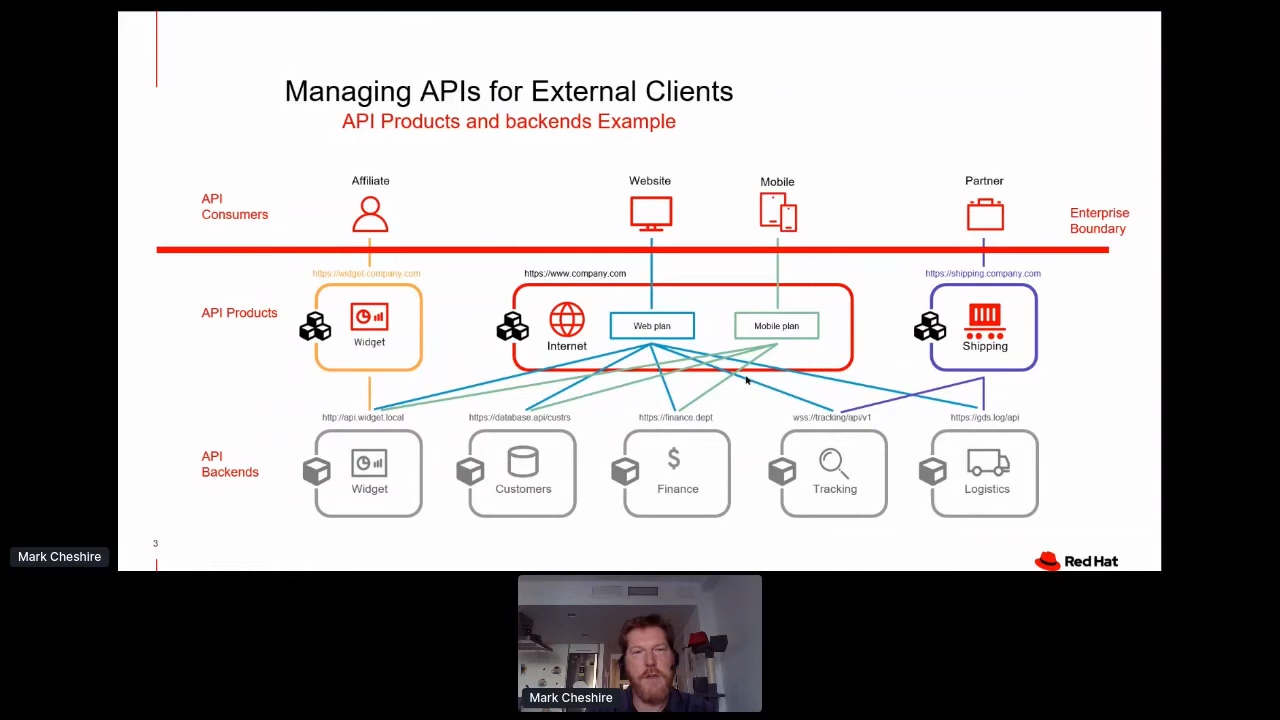 Managing APIs for External Clients
API Products and backends Example
Affiliate
Website
Mobile
Partner
API
Consumers
Enterprise
Boundary
https://widget.company.com
https://www.company.com
https://shipping.company.com
API Products
Widget
Internet
Web plan
Mobile plan
Shipping
http://api.widget.local
https://database.api/custrs
https://finance.dept
wss://tracking/api/v1
https://gds.log/api
API
Backends
Widget
Customers
$
Finance
Tracking
Logistics
3
Mark Cheshire
Red Hat
Mark Cheshire